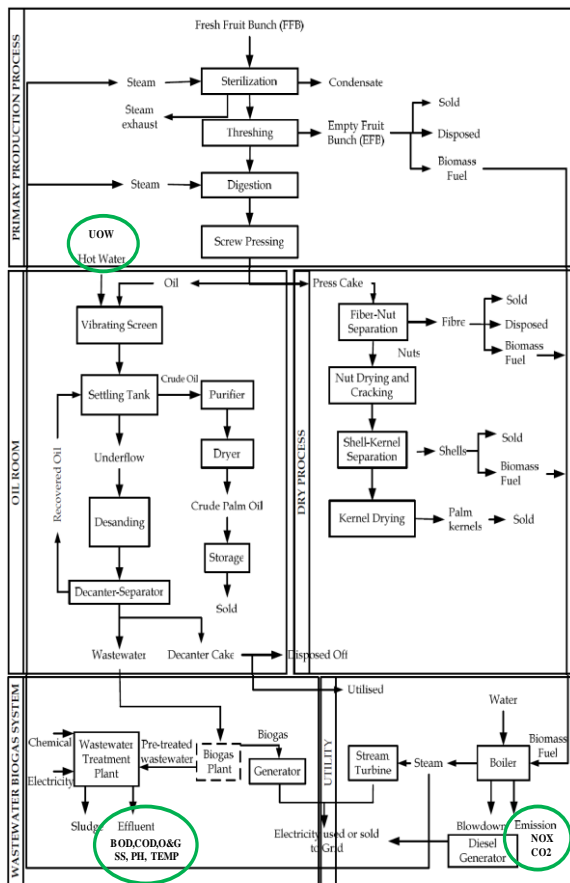 PRIMARY PRODUCTION PROCESS
Fresh Fruit Bunch (FFB)
Steam
Sterilization
Condensate
Steam
exhaust
Threshing
Empty Fruit
Bunch (EFB)
Sold
Disposed
Biomass
Fuel
Steam
Digestion
Screw Pressing
UOW
Hot Water
OIL ROOM
Oil
Vibrating Screen
Settling Tank
Crude Oil
Purifier
Dryer
Crude Palm Oil
Storage
Sold
Underflow
Recovered Oil
Desanding
Decanter-Separator
Wastewater
Decanter Cake
Disposed Off
DRY PROCESS
Press Cake
Fiber-Nut
Separation
Fibre
Sold
Disposed
Biomass
Fuel
Nuts
Nut Drying and
Cracking
Shell-Kernel
Separation
Shells
Sold
Biomass
Fuel
Kernel Drying
Palm
kernels
Sold
WASTEWATER BIOGAS SYSTEM
Chemical
Electricity
Wastewater
Treatment
Plant
Pre-treated
wastewater
Biogas
Plant
Biogas
Generator
Sludge
Effluent
BOD,COD,O&G
SS, PH, TEMP
UTILITY
Utilised
Water
Biomass
Fuel
Stream
Turbine
Steam
Boiler
Blowdown
Emission
NOX
CO2
Electricity used or sold
to Grid
Diesel
Generator